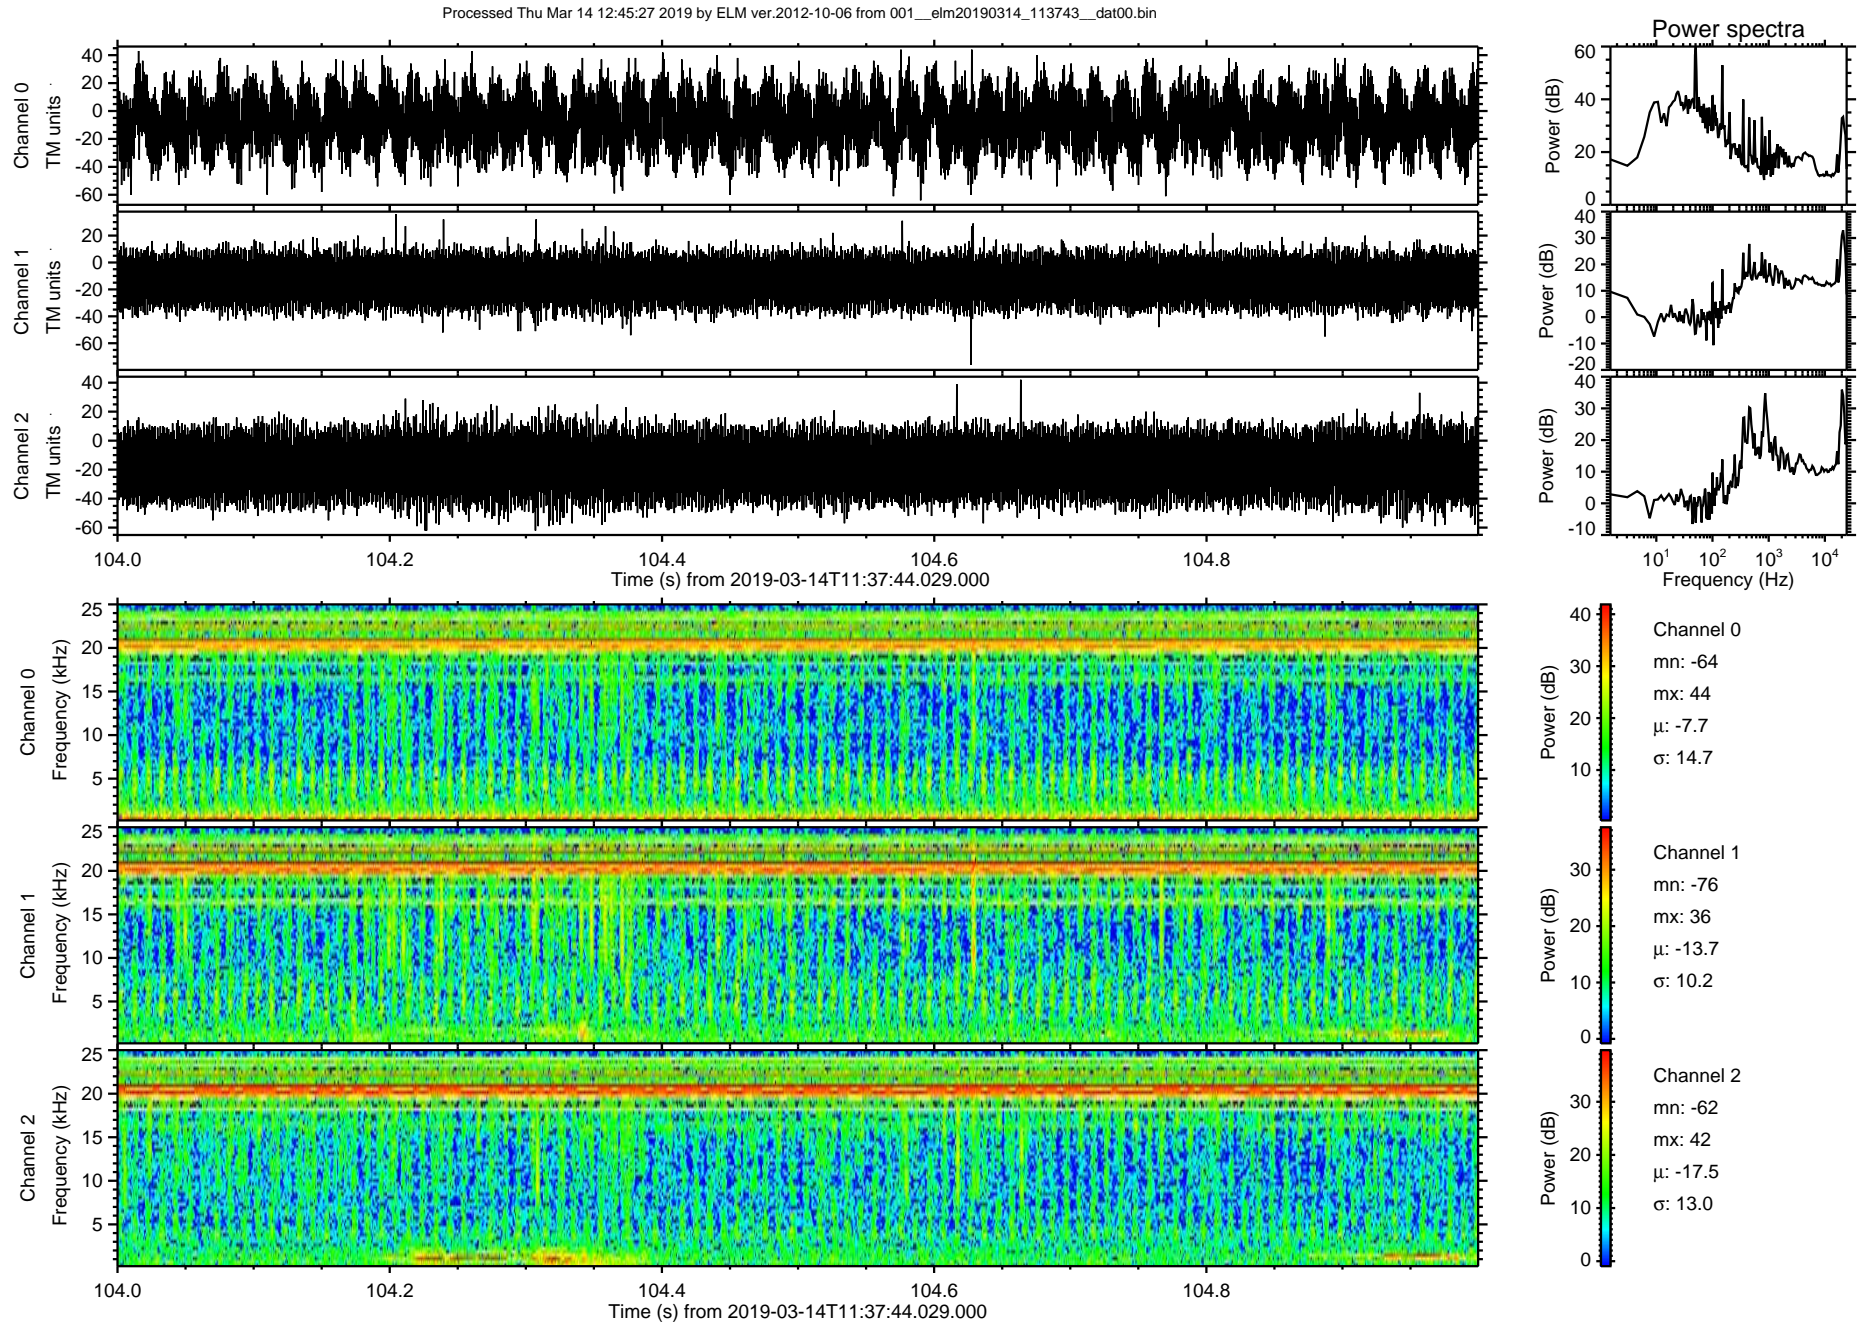 Processed Thu Mar 14 12:45:27 2019 by ELM ver.2012-10-06 from 001__elm20190314_113743__dat00.bin
Power spectra
Channel 0
TM units
40
20
0
-20
-40
-60
Power (dB)
60
40
20
0
Channel 1
TM units
20
0
-20
-40
-60
Power (dB)
40
30
20
10
0
-10
-20
Channel 2
TM units
40
20
0
-20
-40
-60
Power (dB)
40
30
20
10
0
-10
104.0 104.2 104.4 104.6 104.8
Time (s) from 2019-03-14T11:37:44.029.000
10¹ 10² 10³ 10⁴
Frequency (Hz)
Channel 0
Frequency (kHz)
25
20
15
10
5
Power (dB)
40
30
20
10
Channel 0
mn: -64
mx: 44
µ: -7.7
σ: 14.7
Channel 1
Frequency (kHz)
25
20
15
10
5
Power (dB)
30
20
10
0
Channel 1
mn: -76
mx: 36
µ: -13.7
σ: 10.2
Channel 2
Frequency (kHz)
25
20
15
10
5
Power (dB)
30
20
10
0
Channel 2
mn: -62
mx: 42
µ: -17.5
σ: 13.0
104.0 104.2 104.4 104.6 104.8
Time (s) from 2019-03-14T11:37:44.029.000